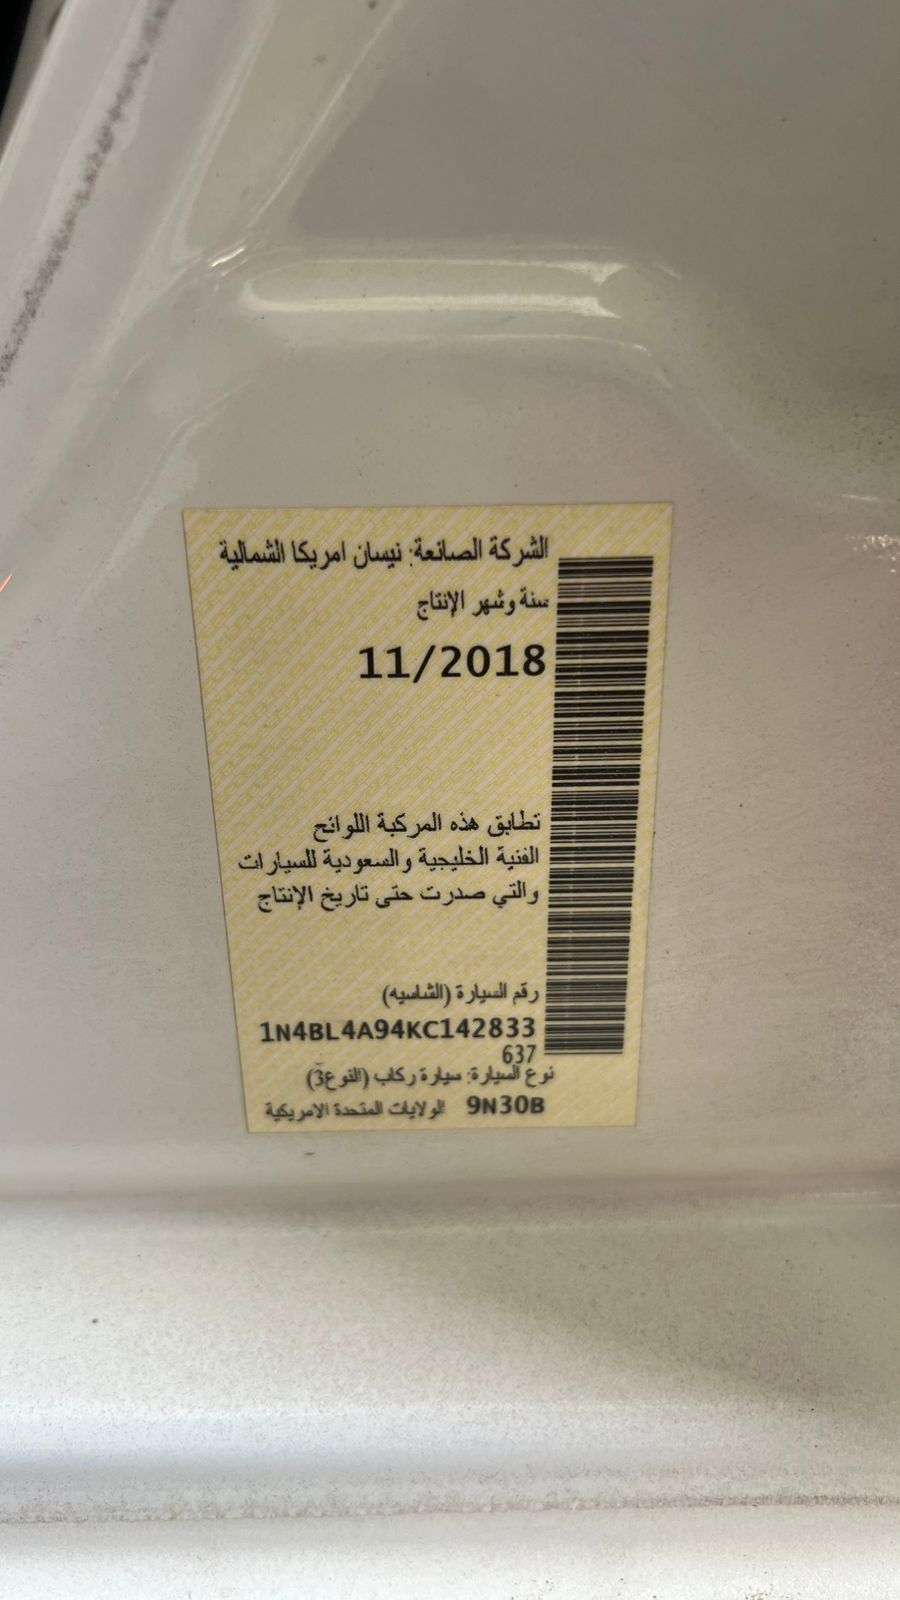 الشركة الصانعة: نيسان امريكا الشمالية
سنة وشهر الإنتاج
11/2018
تطابق هذه المركبة اللوائح
الفنية الخليجية والسعودية للسيارات
والتي صدرت حتى تاريخ الإنتاج
رقم السيارة (الشاسيه)
1N4BL4A94KC142833
637
نوع السيارة: سيارة ركاب (النوع3)
9N30B الولايات المتحدة الامريكية